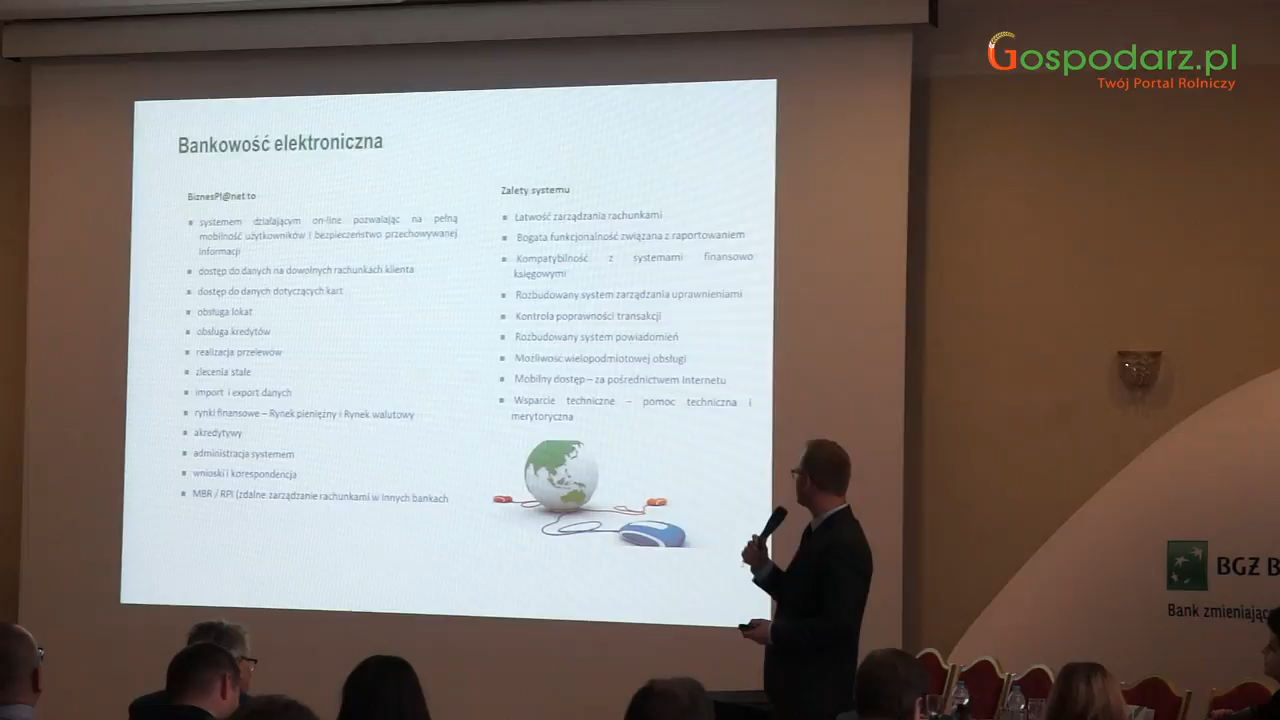 Gospodarz.pl
Twój Portal Rolniczy
Bankowość elektroniczna
BiznesPl@net to
systemem działającym on-line pozwalając na pełną
mobilność użytkowników i bezpieczeństwo przechowywanej
informacji
dostęp do danych na dowolnych rachunkach klienta
dostęp do danych dotyczących kart
obsługa lokat
obsługa kredytów
realizacja przelewów
zlecenia stałe
import i export danych
rynki finansowe – Rynek pieniężny i Rynek walutowy
akredytywy
administracja systemem
wnioski i korespondencja
MBR / RPI (zdalne zarządzanie rachunkami w innych bankach
Zalety systemu
Łatwość zarządzania rachunkami
Bogata funkcjonalność związana z raportowaniem
Kompatybilność z systemami finansowo
księgowymi
Rozbudowany system zarządzania uprawnieniami
Kontrola poprawności transakcji
Rozbudowany system powiadomień
Możliwość wielopodmiotowej obsługi
Mobilny dostęp – za pośrednictwem Internetu
Wsparcie techniczne – pomoc techniczna i
merytoryczna
BGŻ B
Bank zmieniając